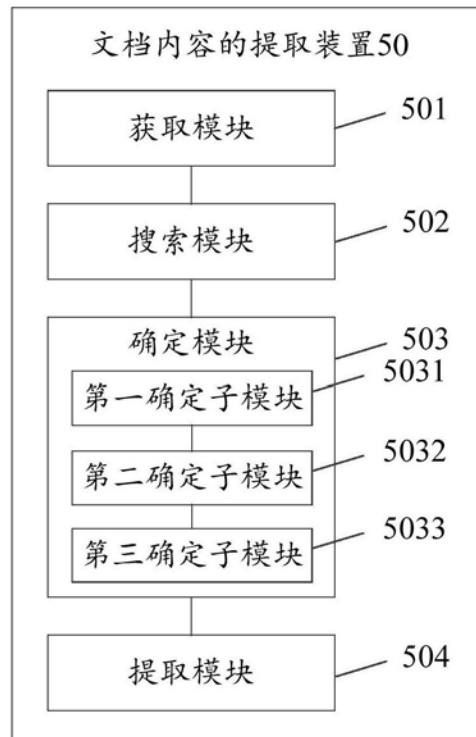 文档内容的提取装置50
获取模块
501
搜索模块
502
确定模块
503
第一确定子模块
5031
第二确定子模块
5032
第三确定子模块
5033
提取模块
504